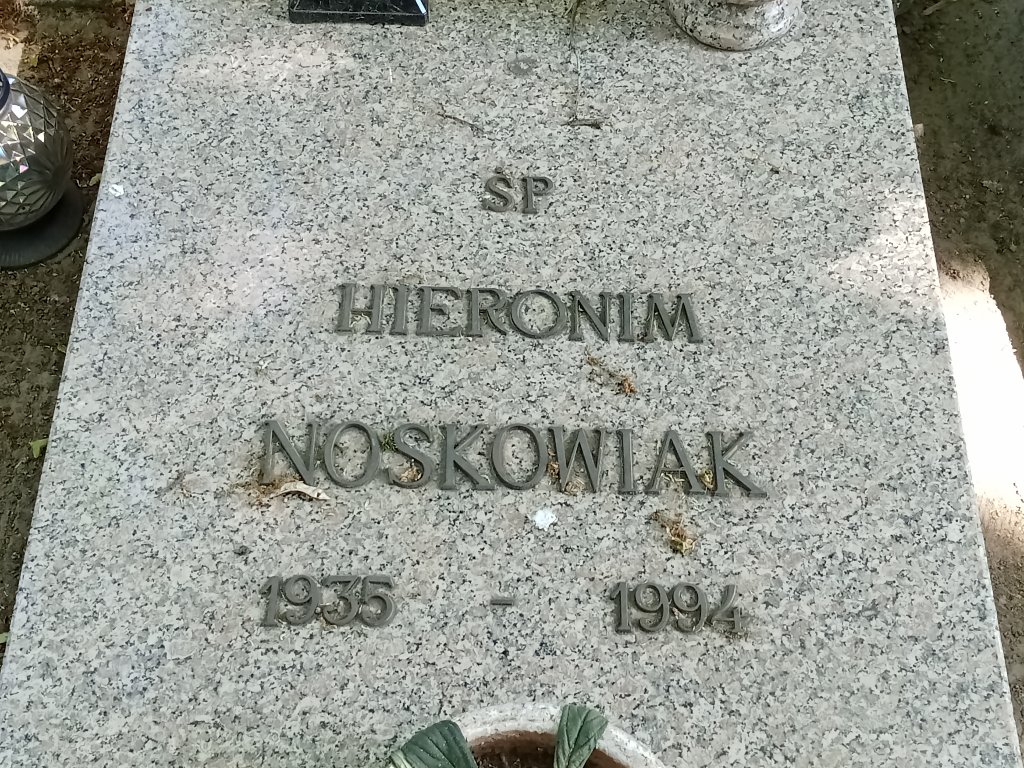 ŚP
HIERONIM
NOSKOWIAK
1935 - 1994